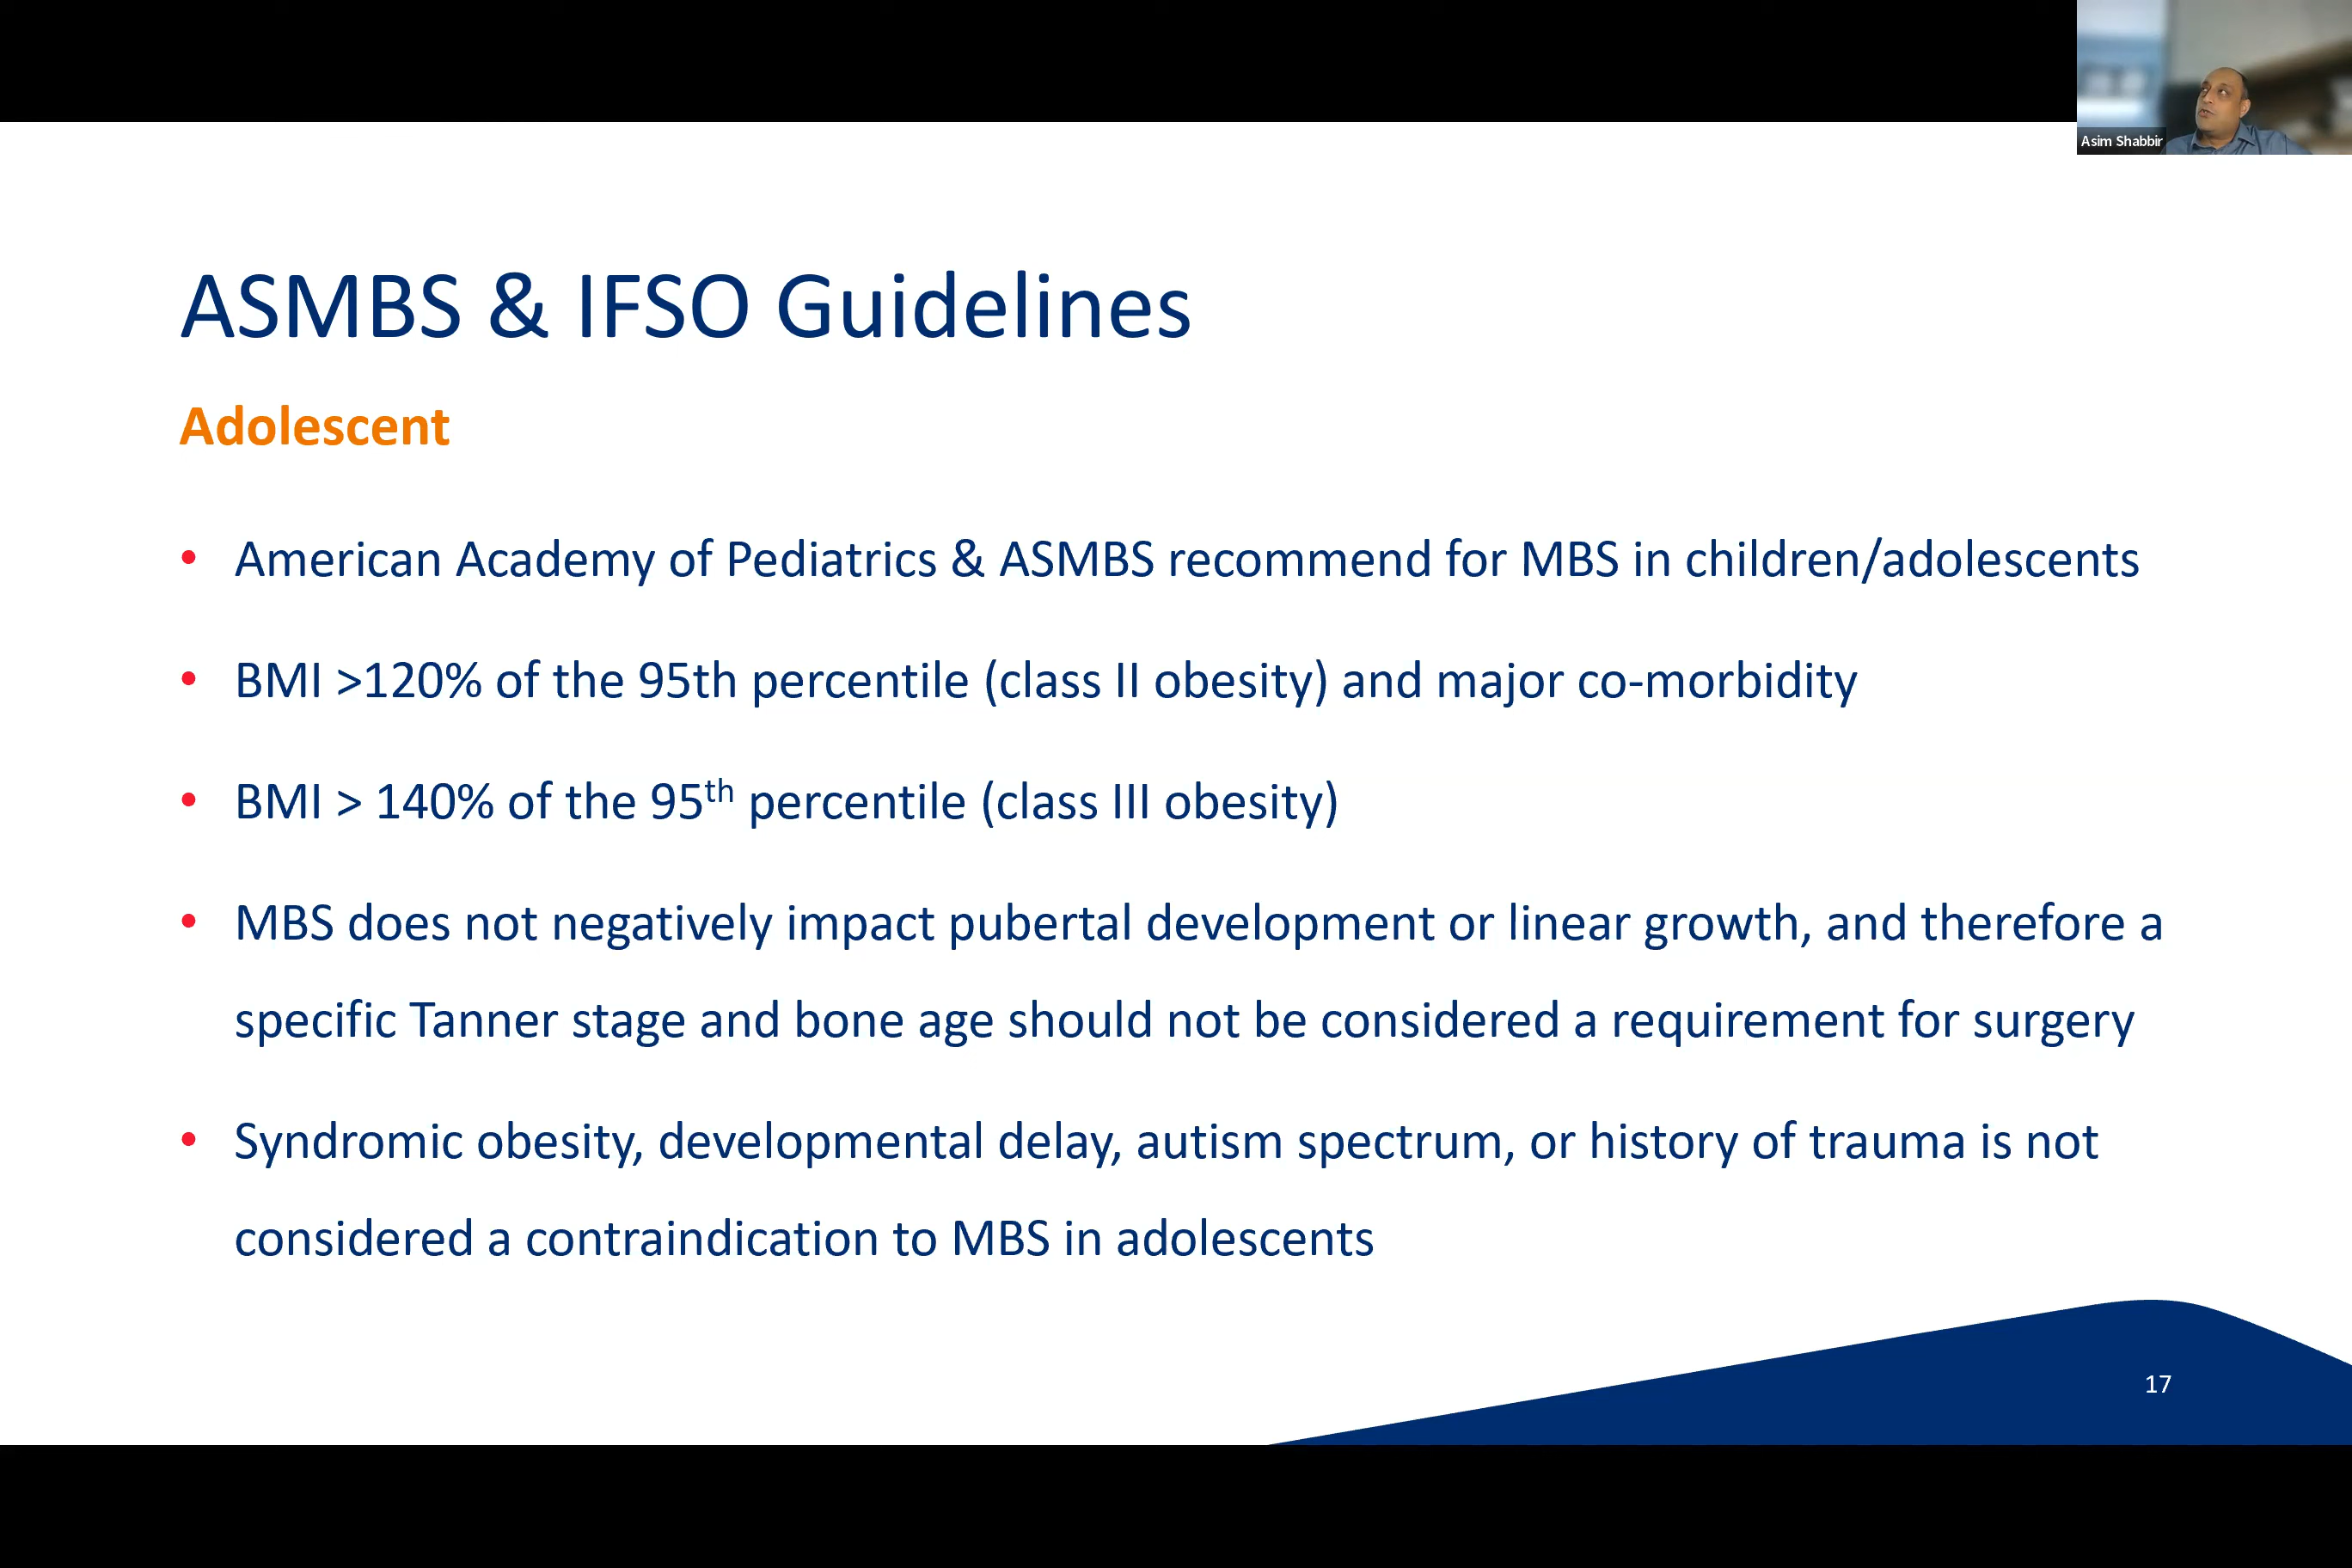 Asim Shabbir
ASMBS & IFSO Guidelines
Adolescent
• American Academy of Pediatrics & ASMBS recommend for MBS in children/adolescents
• BMI >120% of the 95th percentile (class II obesity) and major co-morbidity
• BMI > 140% of the 95th percentile (class III obesity)
• MBS does not negatively impact pubertal development or linear growth, and therefore a
specific Tanner stage and bone age should not be considered a requirement for surgery
• Syndromic obesity, developmental delay, autism spectrum, or history of trauma is not
considered a contraindication to MBS in adolescents
17